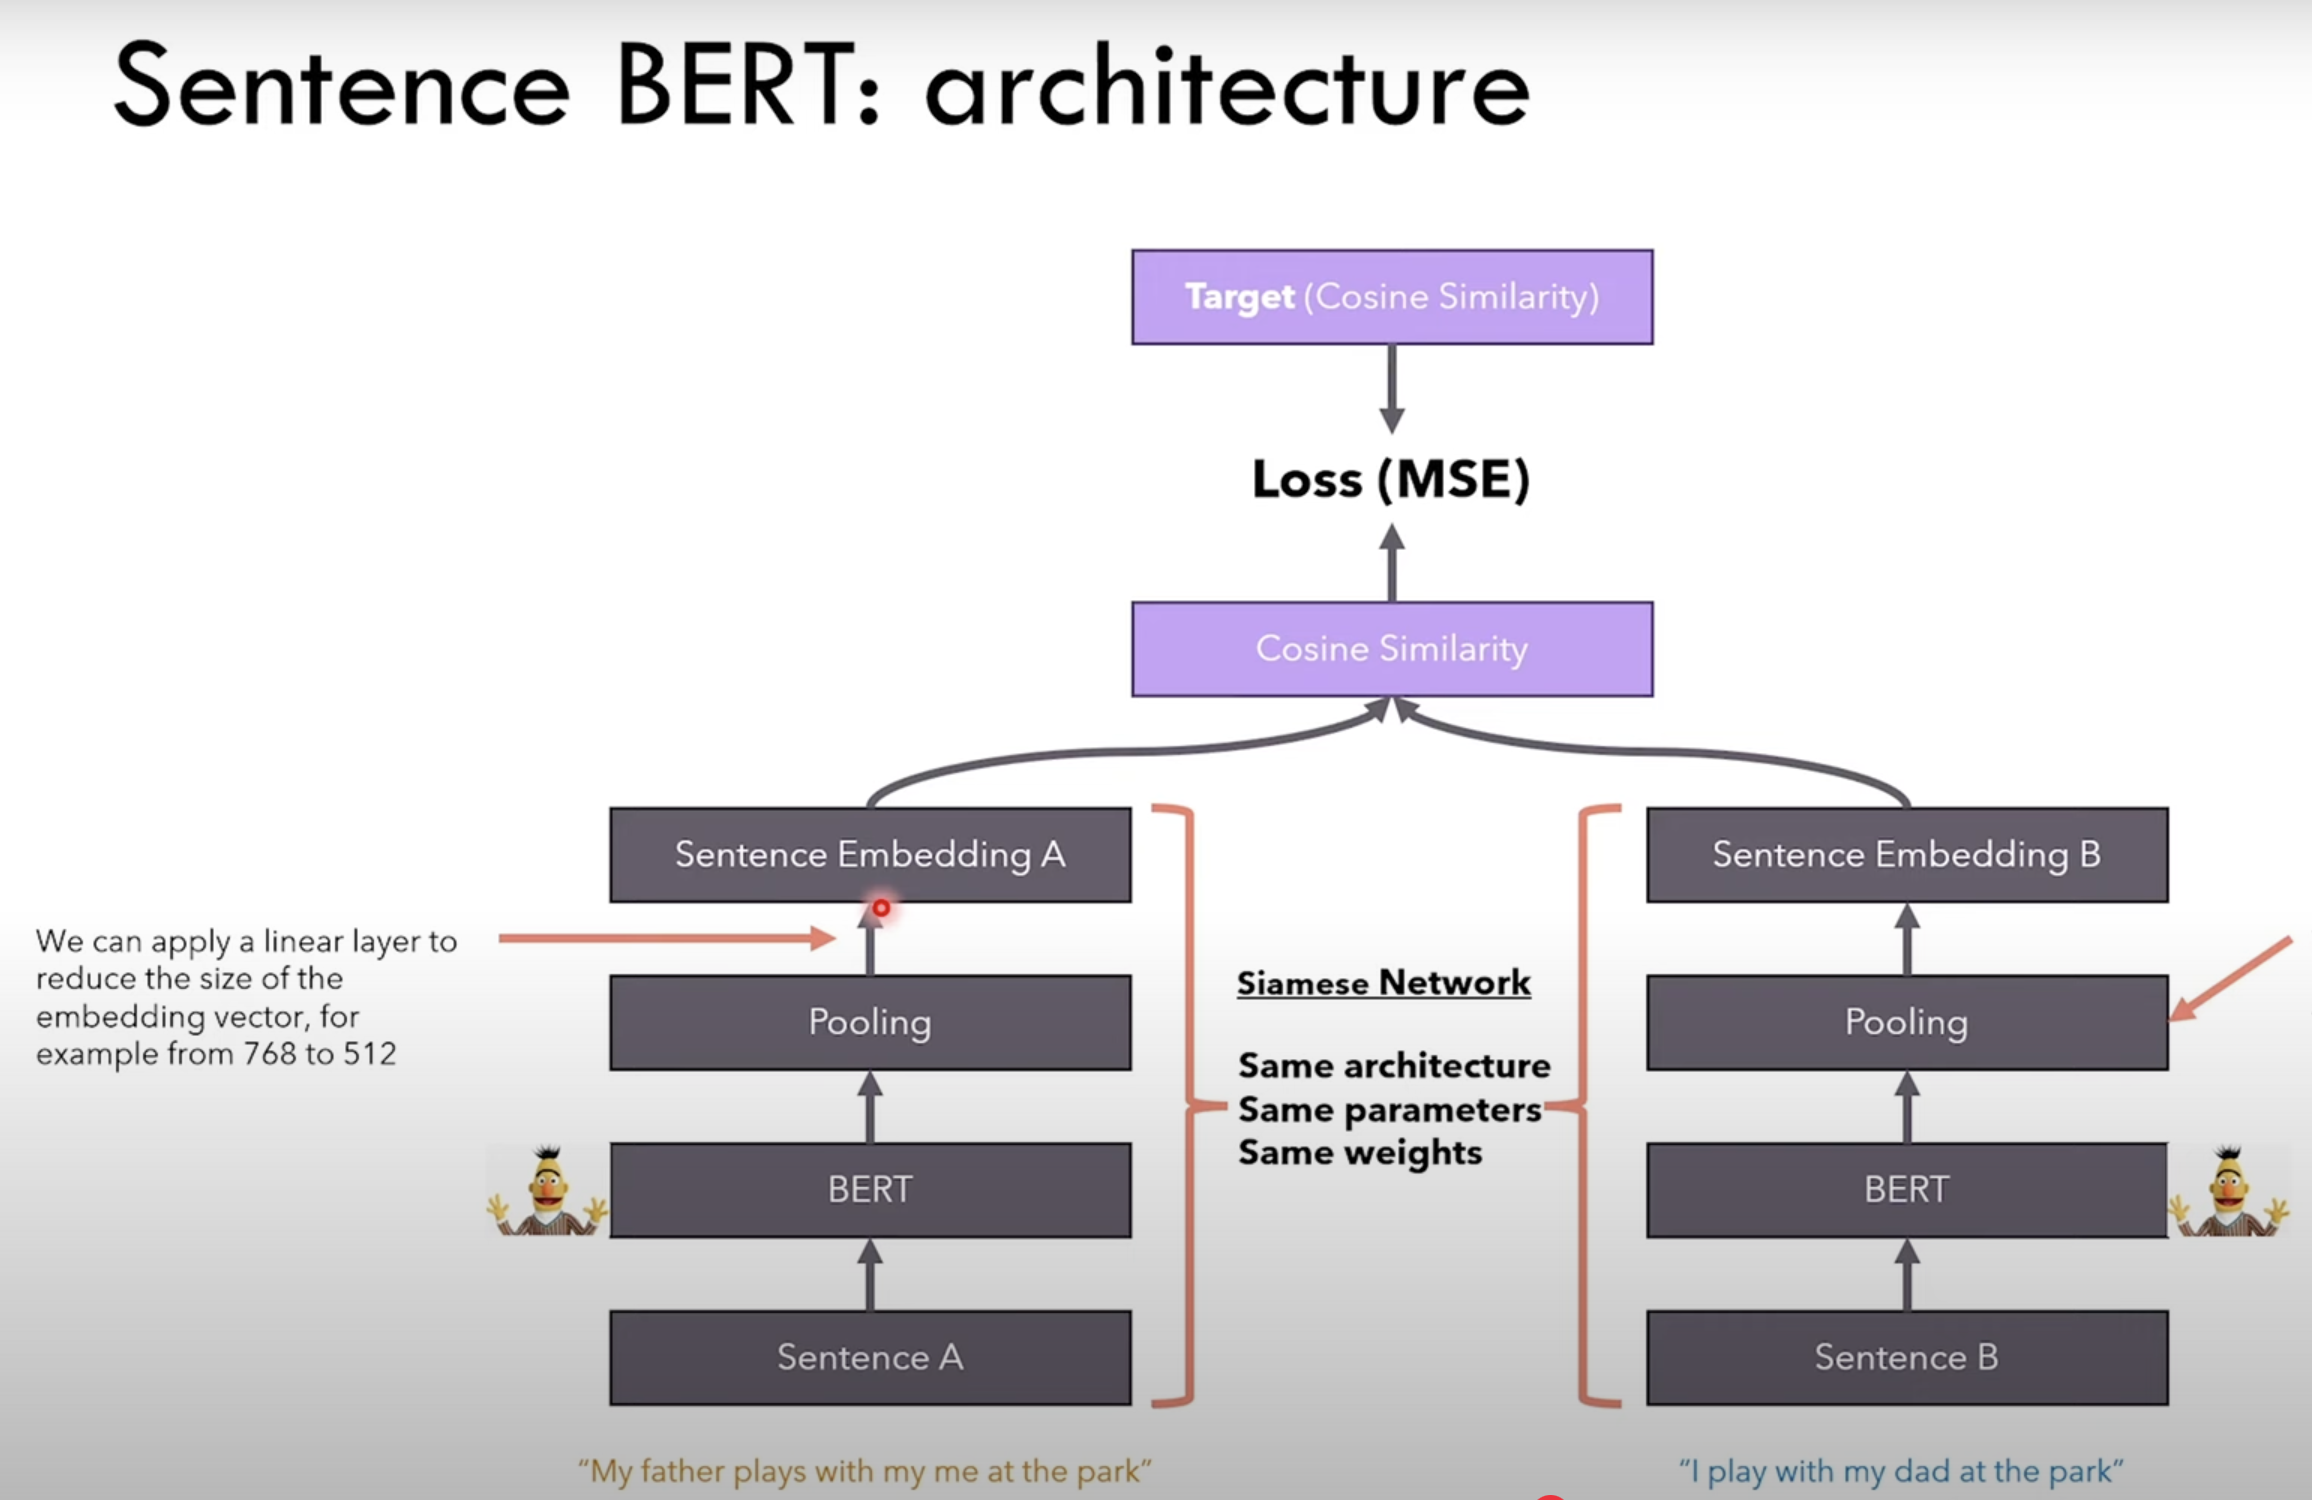 Sentence BERT: architecture
Target (Cosine Similarity)
Loss (MSE)
Cosine Similarity
Sentence Embedding A
Sentence Embedding B
We can apply a linear layer to
reduce the size of the
embedding vector, for
example from 768 to 512
Pooling
Siamese Network
Same architecture
Same parameters
Same weights
Pooling
BERT
BERT
Sentence A
Sentence B
“My father plays with my me at the park”
“I play with my dad at the park”